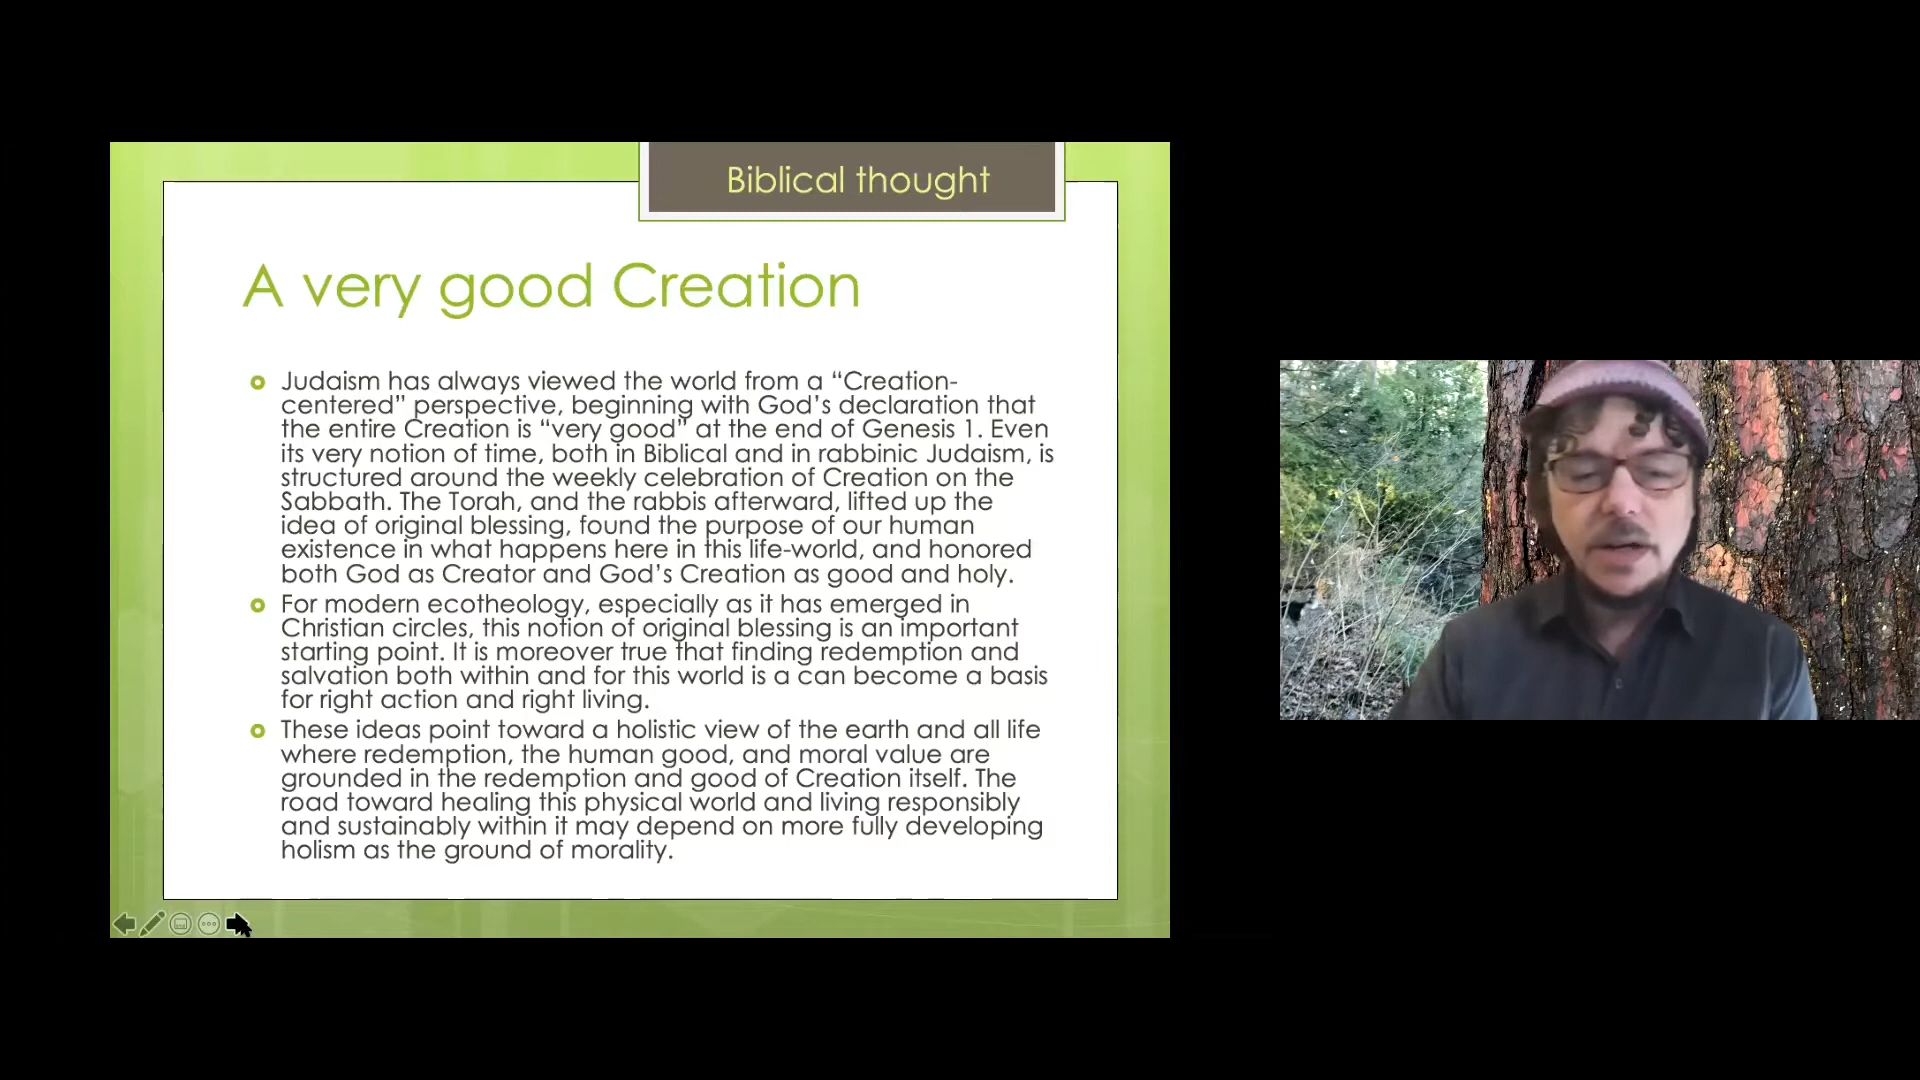 Biblical thought
A very good Creation
Judaism has always viewed the world from a “Creation-
centered” perspective, beginning with God’s declaration that
the entire Creation is “very good” at the end of Genesis 1. Even
its very notion of time, both in Biblical and in rabbinic Judaism, is
structured around the weekly celebration of Creation on the
Sabbath. The Torah, and the rabbis afterward, lifted up the
idea of original blessing, found the purpose of our human
existence in what happens here in this life-world, and honored
both God as Creator and God’s Creation as good and holy.
For modern ecotheology, especially as it has emerged in
Christian circles, this notion of original blessing is an important
starting point. It is moreover true that finding redemption and
salvation both within and for this world is a can become a basis
for right action and right living.
These ideas point toward a holistic view of the earth and all life
where redemption, the human good, and moral value are
grounded in the redemption and good of Creation itself. The
road toward healing this physical world and living responsibly
and sustainably within it may depend on more fully developing
holism as the ground of morality.